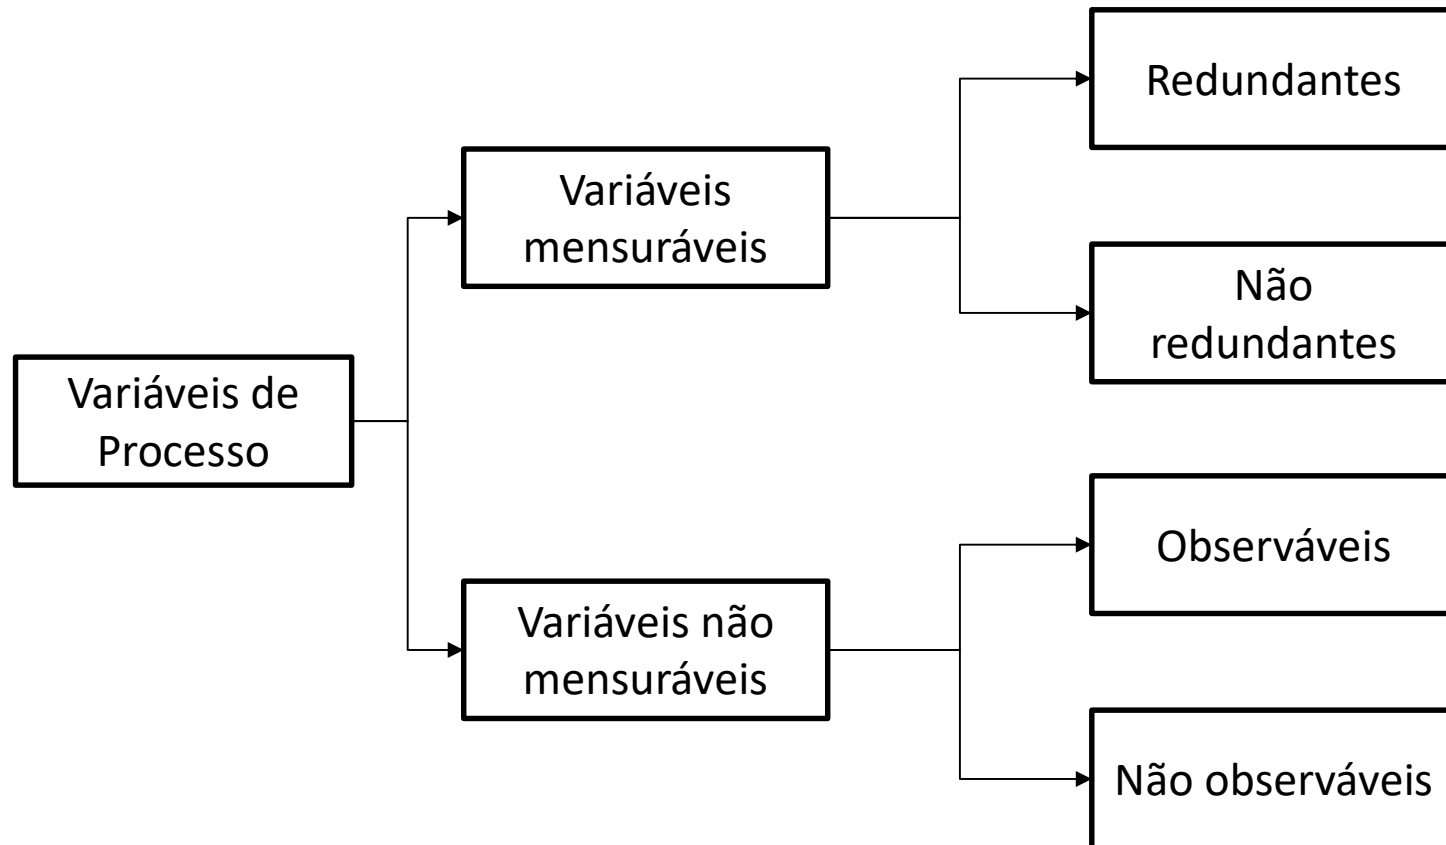 Redundantes
Variáveis
mensuráveis
Não
redundantes
Variáveis de
Processo
Observáveis
Variáveis não
mensuráveis
Não observáveis